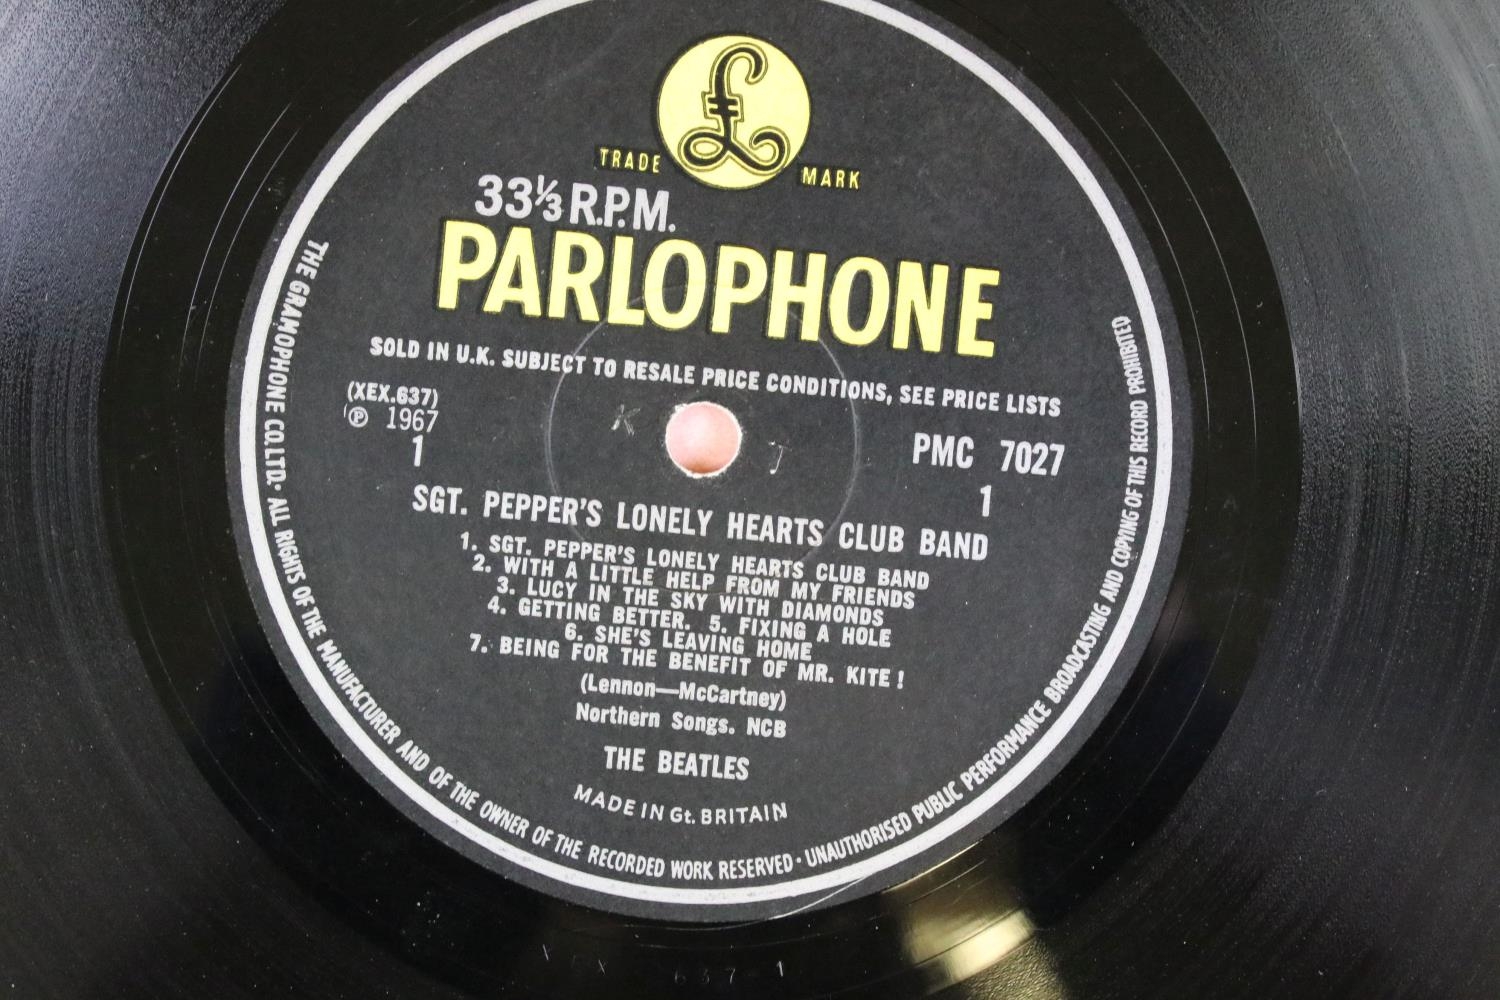 £
TRADE MARK
33⅓ R.P.M.
PARLOPHONE
SOLD IN U.K. SUBJECT TO RESALE PRICE CONDITIONS, SEE PRICE LISTS
(XEX.637)
℗ 1967
1
K T
PMC 7027
1
SGT. PEPPER'S LONELY HEARTS CLUB BAND
1. SGT. PEPPER'S LONELY HEARTS CLUB BAND
2. WITH A LITTLE HELP FROM MY FRIENDS
3. LUCY IN THE SKY WITH DIAMONDS
4. GETTING BETTER. 5. FIXING A HOLE
6. SHE'S LEAVING HOME
7. BEING FOR THE BENEFIT OF MR. KITE!
(Lennon—McCartney)
Northern Songs. NCB
THE BEATLES
MADE IN Gt. BRITAIN
THE GRAMOPHONE CO. LTD. · ALL RIGHTS OF THE MANUFACTURER AND OF THE OWNER OF THE RECORDED WORK RESERVED · UNAUTHORISED PUBLIC PERFORMANCE BROADCASTING AND COPYING OF THIS RECORD PROHIBITED
XEX 637-1